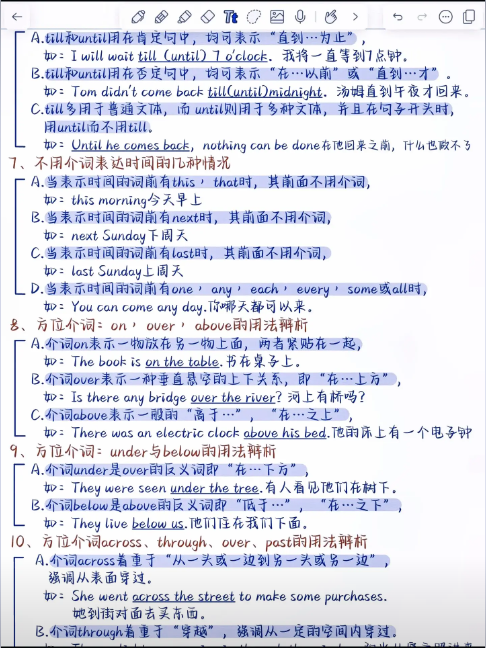 A.till和until用在肯定句中，均可表示“直到…为止”，
如：I will wait till (until) 7 o'clock. 我将一直等到7点钟。
B.till和until用在否定句中，均可表示“在…以前”或“直到…才”。
如：Tom didn't come back till(until)midnight. 汤姆直到午夜才回来。
C.till多用于普通文体，而until则用于多种文体，并且在句子开头时，
用until而不用till.
如：Until he comes back, nothing can be done在他回来之前，什么也做不
7、不用介词表达时间的几种情况
A.当表示时间的词前有this，that时，其前面不用介词，
如：this morning今天早上
B.当表示时间的词前有next时，其前面不用介词，
如：next Sunday下周天
C.当表示时间的词前有last时，其前面不用介词，
如：last Sunday上周天
D.当表示时间的词前有one，any，each，every，some或all时，
如：You can come any day.你哪天都可以来。
8、方位介词：on，over，above的用法辨析
A.介词on表示一物放在另一物上面，两者紧贴在一起，
如：The book is on the table.书在桌子上。
B.介词over表示一种垂直悬空的上下关系，即“在…上方”，
如：Is there any bridge over the river? 河上有桥吗？
C.介词above表示一般的“高于…”，“在…之上”，
如：There was an electric clock above his bed.他的床上有一个电子钟
9、方位介词：under与below的用法辨析
A.介词under是over的反义词即“在…下方”，
如：They were seen under the tree.有人看见他们在树下。
B.介词below是above的反义词即“低于…”，“在…之下”，
如：They live below us.他们住在我们下面。
10、方位介词across、through、over、past的用法辨析
A.介词across着重于“从一头或一边到另一头或另一边”，
强调从表面穿过。
如：She went across the street to make some purchases.
她到街对面去买东西。
B.介词through着重于“穿越”，强调从一定的空间内穿过。